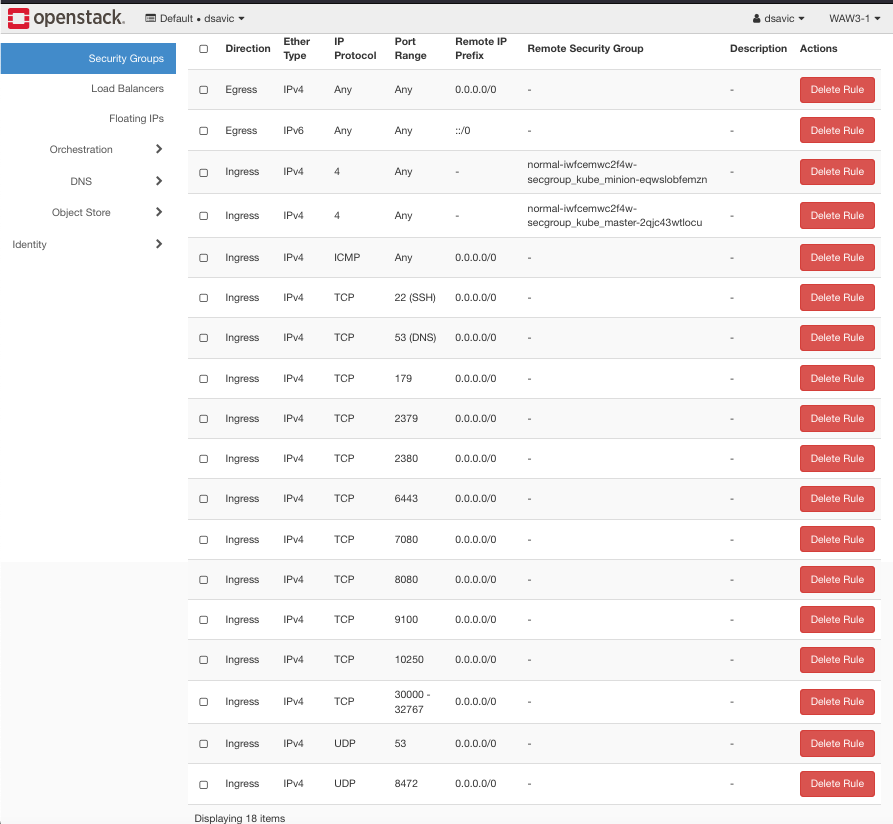 openstack. Default • dsavic dsavic WAW3-1
Security Groups
Load Balancers
Floating IPs
Orchestration
DNS
Object Store
Identity
Direction Ether Type IP Protocol Port Range Remote IP Prefix Remote Security Group Description Actions
Egress IPv4 Any Any 0.0.0.0/0 - - Delete Rule
Egress IPv6 Any Any ::/0 - - Delete Rule
Ingress IPv4 4 Any - normal-iwfcemwc2f4w-secgroup_kube_minion-eqwslobfemzn - Delete Rule
Ingress IPv4 4 Any - normal-iwfcemwc2f4w-secgroup_kube_master-2qjc43wtlocu - Delete Rule
Ingress IPv4 ICMP Any 0.0.0.0/0 - - Delete Rule
Ingress IPv4 TCP 22 (SSH) 0.0.0.0/0 - - Delete Rule
Ingress IPv4 TCP 53 (DNS) 0.0.0.0/0 - - Delete Rule
Ingress IPv4 TCP 179 0.0.0.0/0 - - Delete Rule
Ingress IPv4 TCP 2379 0.0.0.0/0 - - Delete Rule
Ingress IPv4 TCP 2380 0.0.0.0/0 - - Delete Rule
Ingress IPv4 TCP 6443 0.0.0.0/0 - - Delete Rule
Ingress IPv4 TCP 7080 0.0.0.0/0 - - Delete Rule
Ingress IPv4 TCP 8080 0.0.0.0/0 - - Delete Rule
Ingress IPv4 TCP 9100 0.0.0.0/0 - - Delete Rule
Ingress IPv4 TCP 10250 0.0.0.0/0 - - Delete Rule
Ingress IPv4 TCP 30000 - 32767 0.0.0.0/0 - - Delete Rule
Ingress IPv4 UDP 53 0.0.0.0/0 - - Delete Rule
Ingress IPv4 UDP 8472 0.0.0.0/0 - - Delete Rule
Displaying 18 items